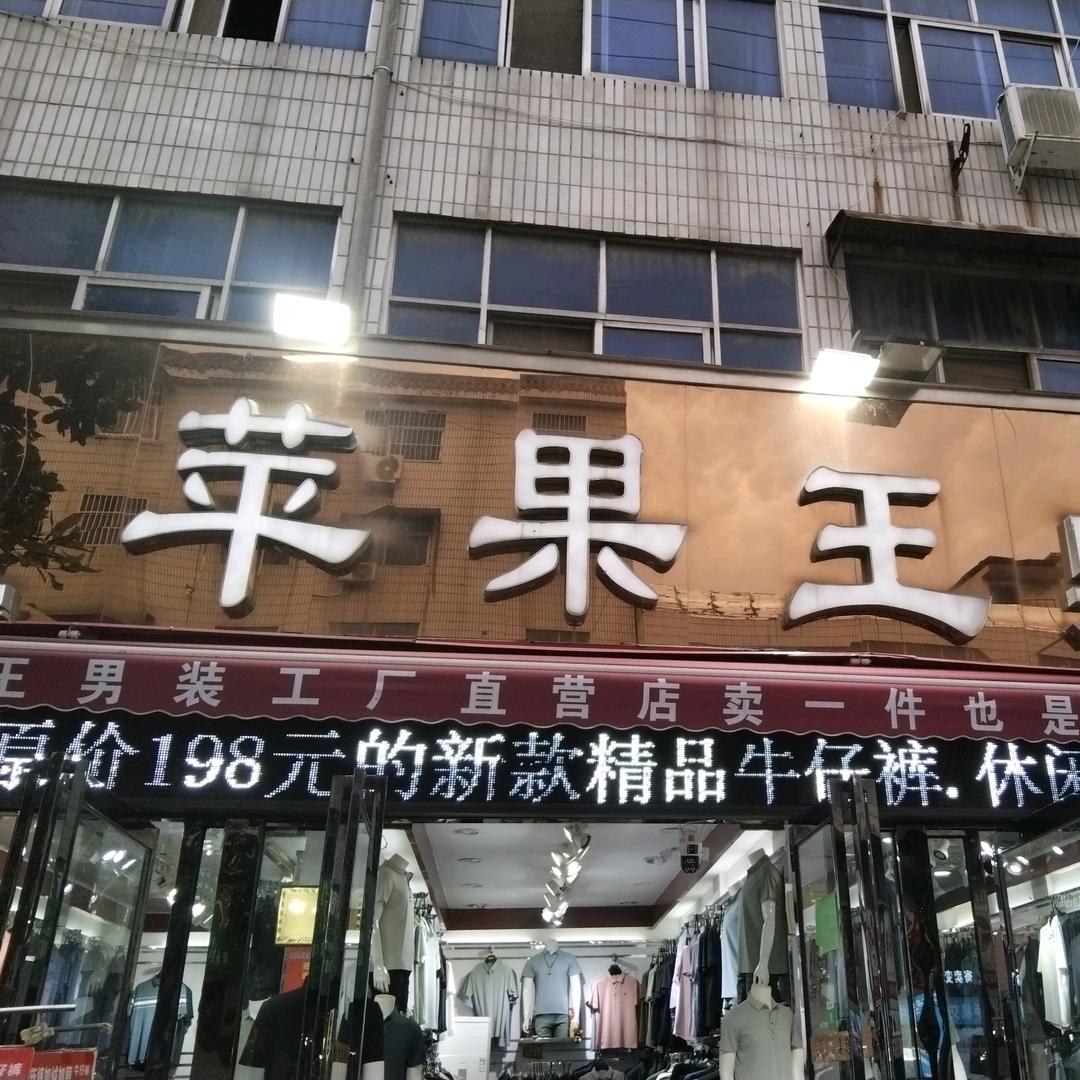 苹果王
王男装工厂直营店卖一件也是
原价198元的新款精品牛仔裤.休闲